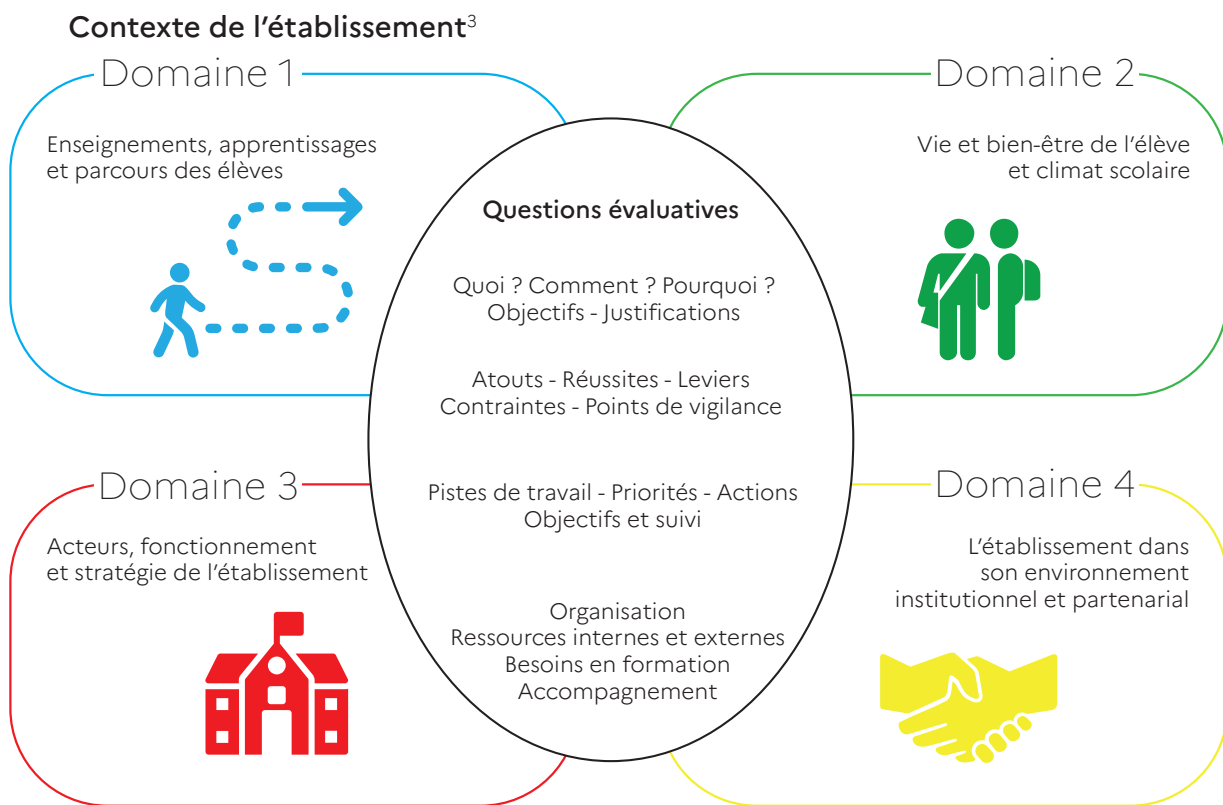 Contexte de l'établissement³
Domaine 1
Enseignements, apprentissages
et parcours des élèves
Domaine 2
Vie et bien-être de l'élève
et climat scolaire
Questions évaluatives
Quoi ? Comment ? Pourquoi ?
Objectifs - Justifications
Atouts - Réussites - Leviers
Contraintes - Points de vigilance
Pistes de travail - Priorités - Actions
Objectifs et suivi
Organisation
Ressources internes et externes
Besoins en formation
Accompagnement
Domaine 3
Acteurs, fonctionnement
et stratégie de l'établissement
Domaine 4
L'établissement dans
son environnement
institutionnel et partenarial